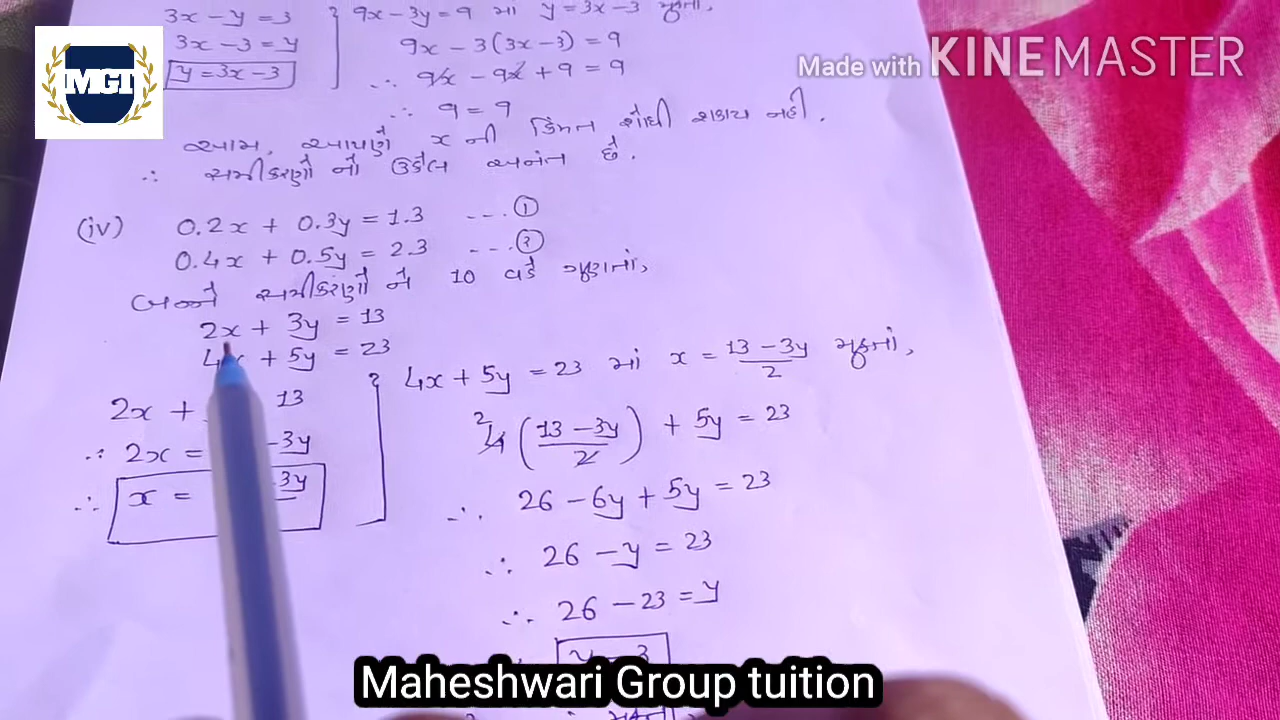 3x - y = 3
3x - 3 = y
y = 3x - 3
9x - 3y = 9 માં y = 3x - 3 મૂકતાં,
9x - 3(3x - 3) = 9
∴ 9x - 9x + 9 = 9
∴ 9 = 9
આમ, આપણે x ની કિંમત શોધી શકાય નહી.
∴ સમીકરણો નો ઉકેલ અનંત છે.
MGI
Made with KINEMASTER
(iv) 0.2x + 0.3y = 1.3 ---①
0.4x + 0.5y = 2.3 ---②
બન્ને સમીકરણો ને 10 વડે ગુણતાં,
2x + 3y = 13
4x + 5y = 23
2x + 13
∴ 2x = -3y
∴ x = -3y
4x + 5y = 23 માં x = 13 - 3y / 2 મૂકતાં,
4 2 (13 - 3y / 2) + 5y = 23
∴ 26 - 6y + 5y = 23
∴ 26 - y = 23
∴ 26 - 23 = y
y = 3
Maheshwari Group tuition